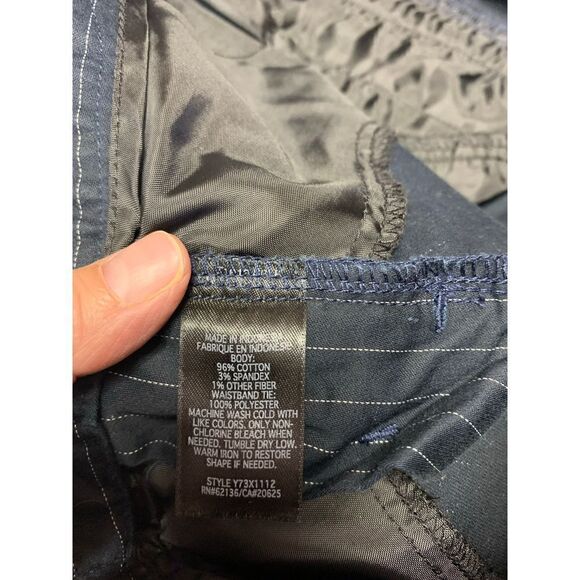 MADE IN INDONESIA
FABRIQUE EN INDONESIE
BODY:
96% COTTON
3% SPANDEX
1% OTHER FIBER
WAISTBAND TIE:
100% POLYESTER
MACHINE WASH COLD WITH
LIKE COLORS. ONLY NON-
CHLORINE BLEACH WHEN
NEEDED. TUMBLE DRY LOW.
WARM IRON TO RESTORE
SHAPE IF NEEDED.
STYLE Y73X1112
RN#62136/CA#20625